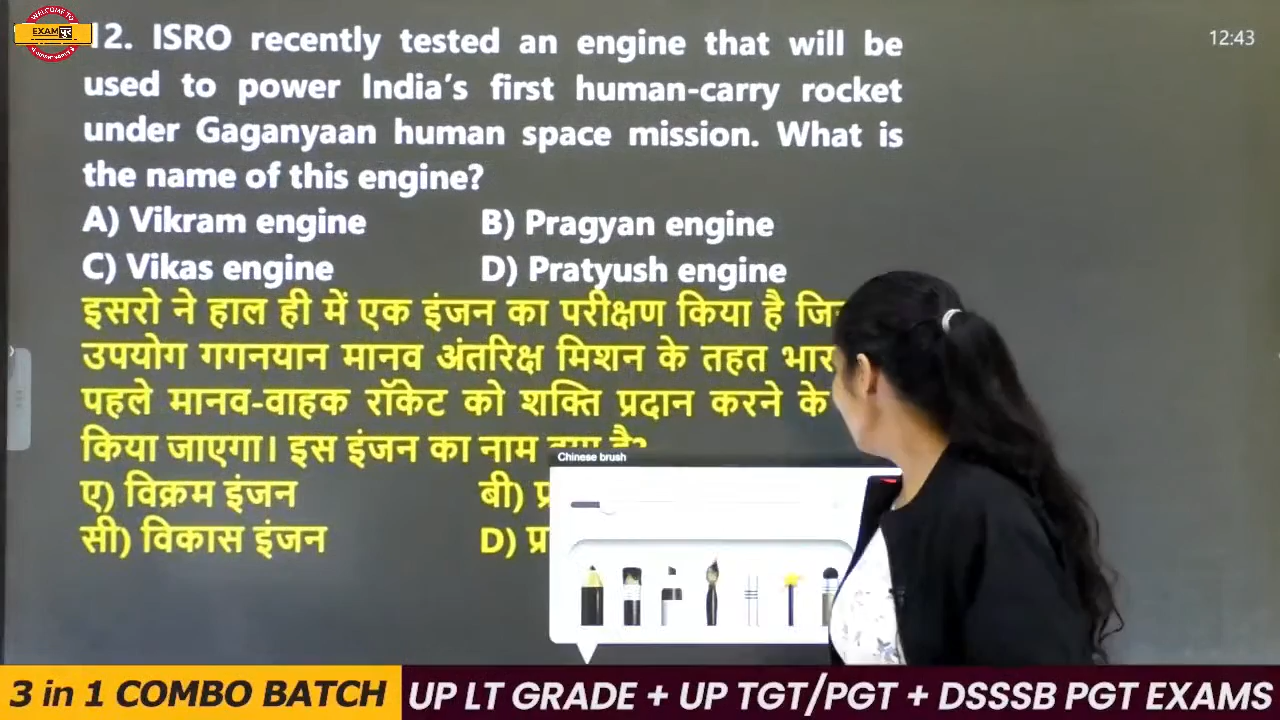 WELCOME TO
EXAM पुर
12:43
12. ISRO recently tested an engine that will be
used to power India’s first human-carry rocket
under Gaganyaan human space mission. What is
the name of this engine?
A) Vikram engine B) Pragyan engine
C) Vikas engine D) Pratyush engine
इसरो ने हाल ही में एक इंजन का परीक्षण किया है
उपयोग गगनयान मानव अंतरिक्ष मिशन के तहत
पहले मानव-वाहक रॉकेट को शक्ति प्रदान करने के
किया जाएगा। इस इंजन का नाम
ए) विक्रम इंजन बी)
सी) विकास इंजन D)
Chinese brush
3 in 1 COMBO BATCH UP LT GRADE + UP TGT/PGT + DSSSB PGT EXAMS